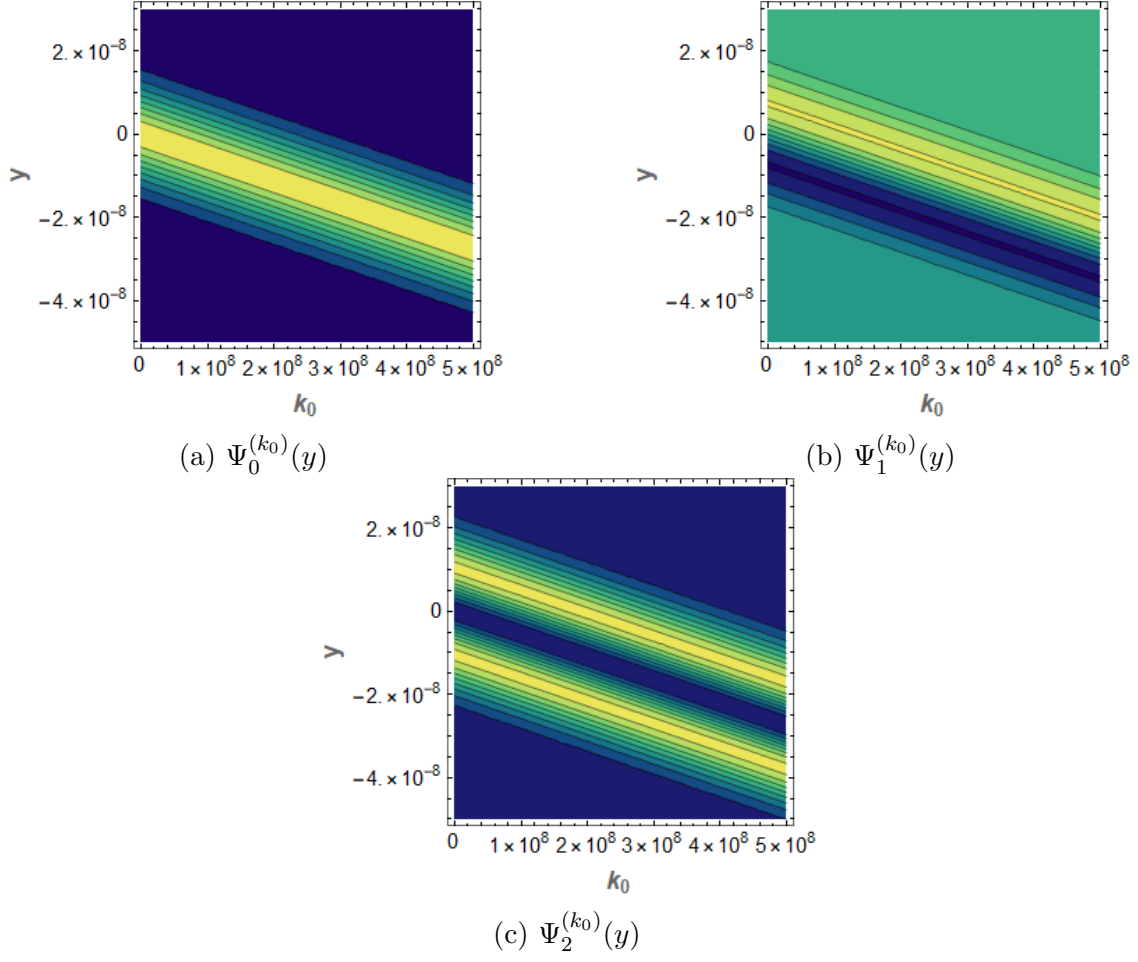 2.×10⁻⁸
0
−2.×10⁻⁸
−4.×10⁻⁸
y
0 1×10⁸ 2×10⁸ 3×10⁸ 4×10⁸ 5×10⁸
k₀
(a) Ψ₀^(k₀)(y)
2.×10⁻⁸
0
−2.×10⁻⁸
−4.×10⁻⁸
y
0 1×10⁸ 2×10⁸ 3×10⁸ 4×10⁸ 5×10⁸
k₀
(b) Ψ₁^(k₀)(y)
2.×10⁻⁸
0
−2.×10⁻⁸
−4.×10⁻⁸
y
0 1×10⁸ 2×10⁸ 3×10⁸ 4×10⁸ 5×10⁸
k₀
(c) Ψ₂^(k₀)(y)